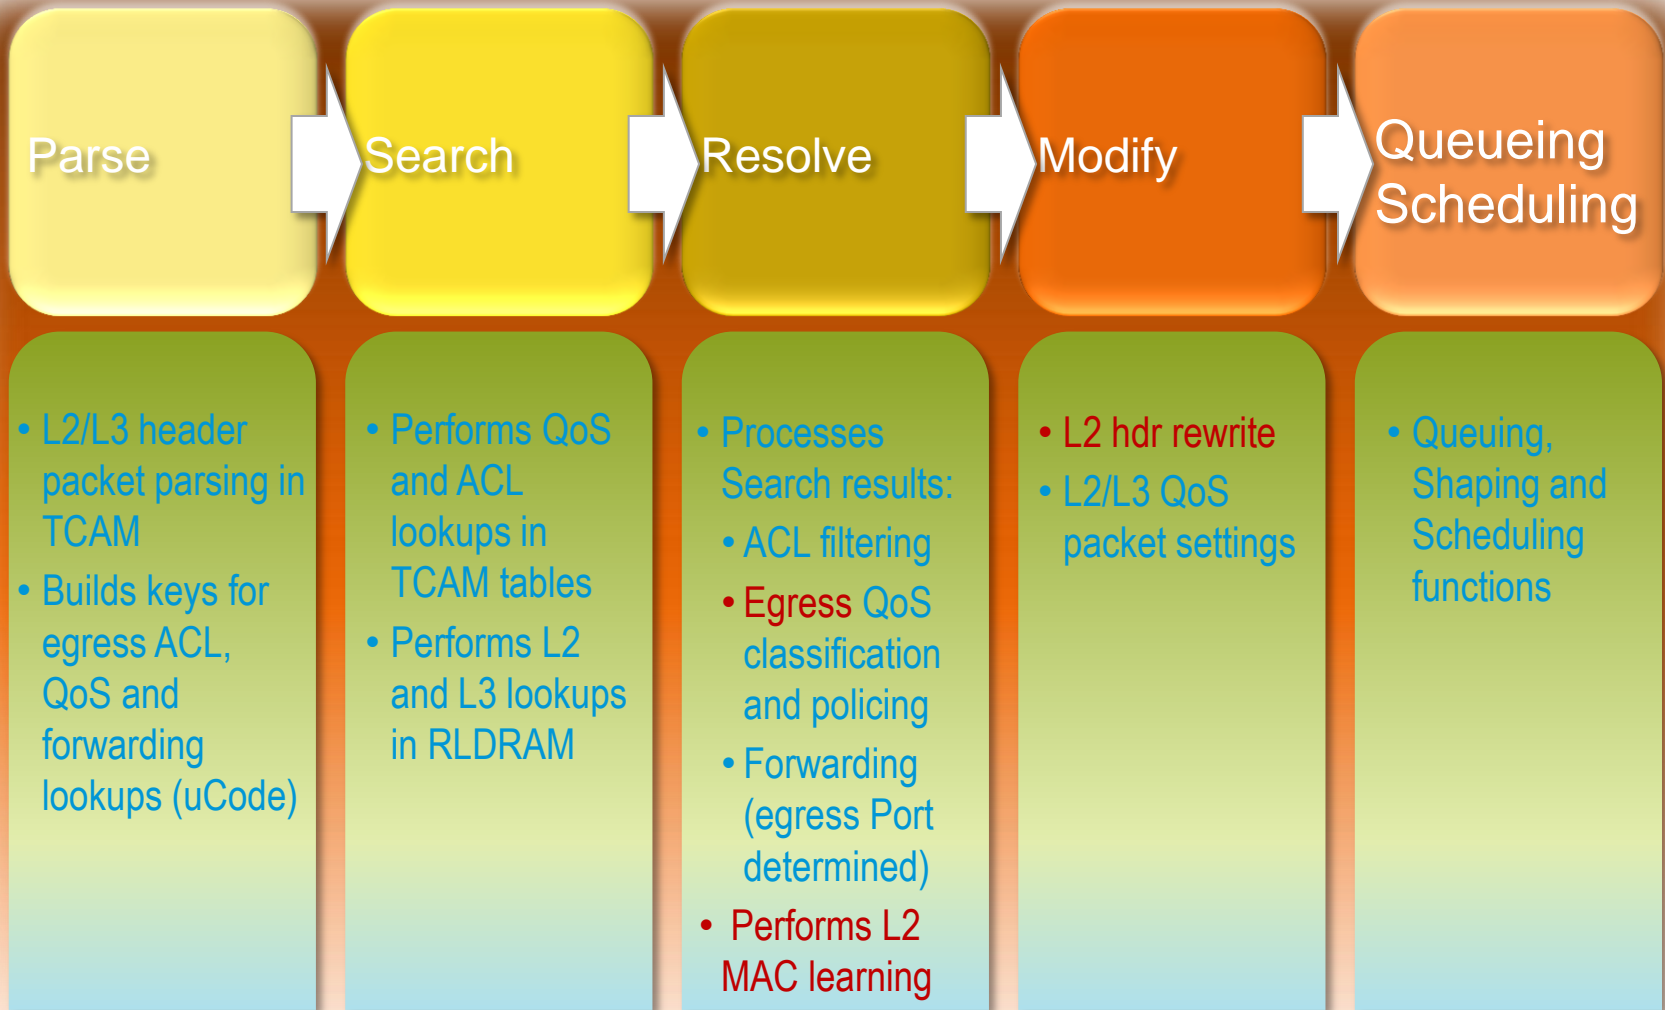 Parse
Search
Resolve
Modify
Queueing
Scheduling
• L2/L3 header
packet parsing in
TCAM
• Builds keys for
egress ACL,
QoS and
forwarding
lookups (uCode)
• Performs QoS
and ACL
lookups in
TCAM tables
• Performs L2
and L3 lookups
in RLDRAM
• Processes
Search results:
• ACL filtering
• Egress QoS
classification
and policing
• Forwarding
(egress Port
determined)
• Performs L2
MAC learning
• L2 hdr rewrite
• L2/L3 QoS
packet settings
• Queuing,
Shaping and
Scheduling
functions